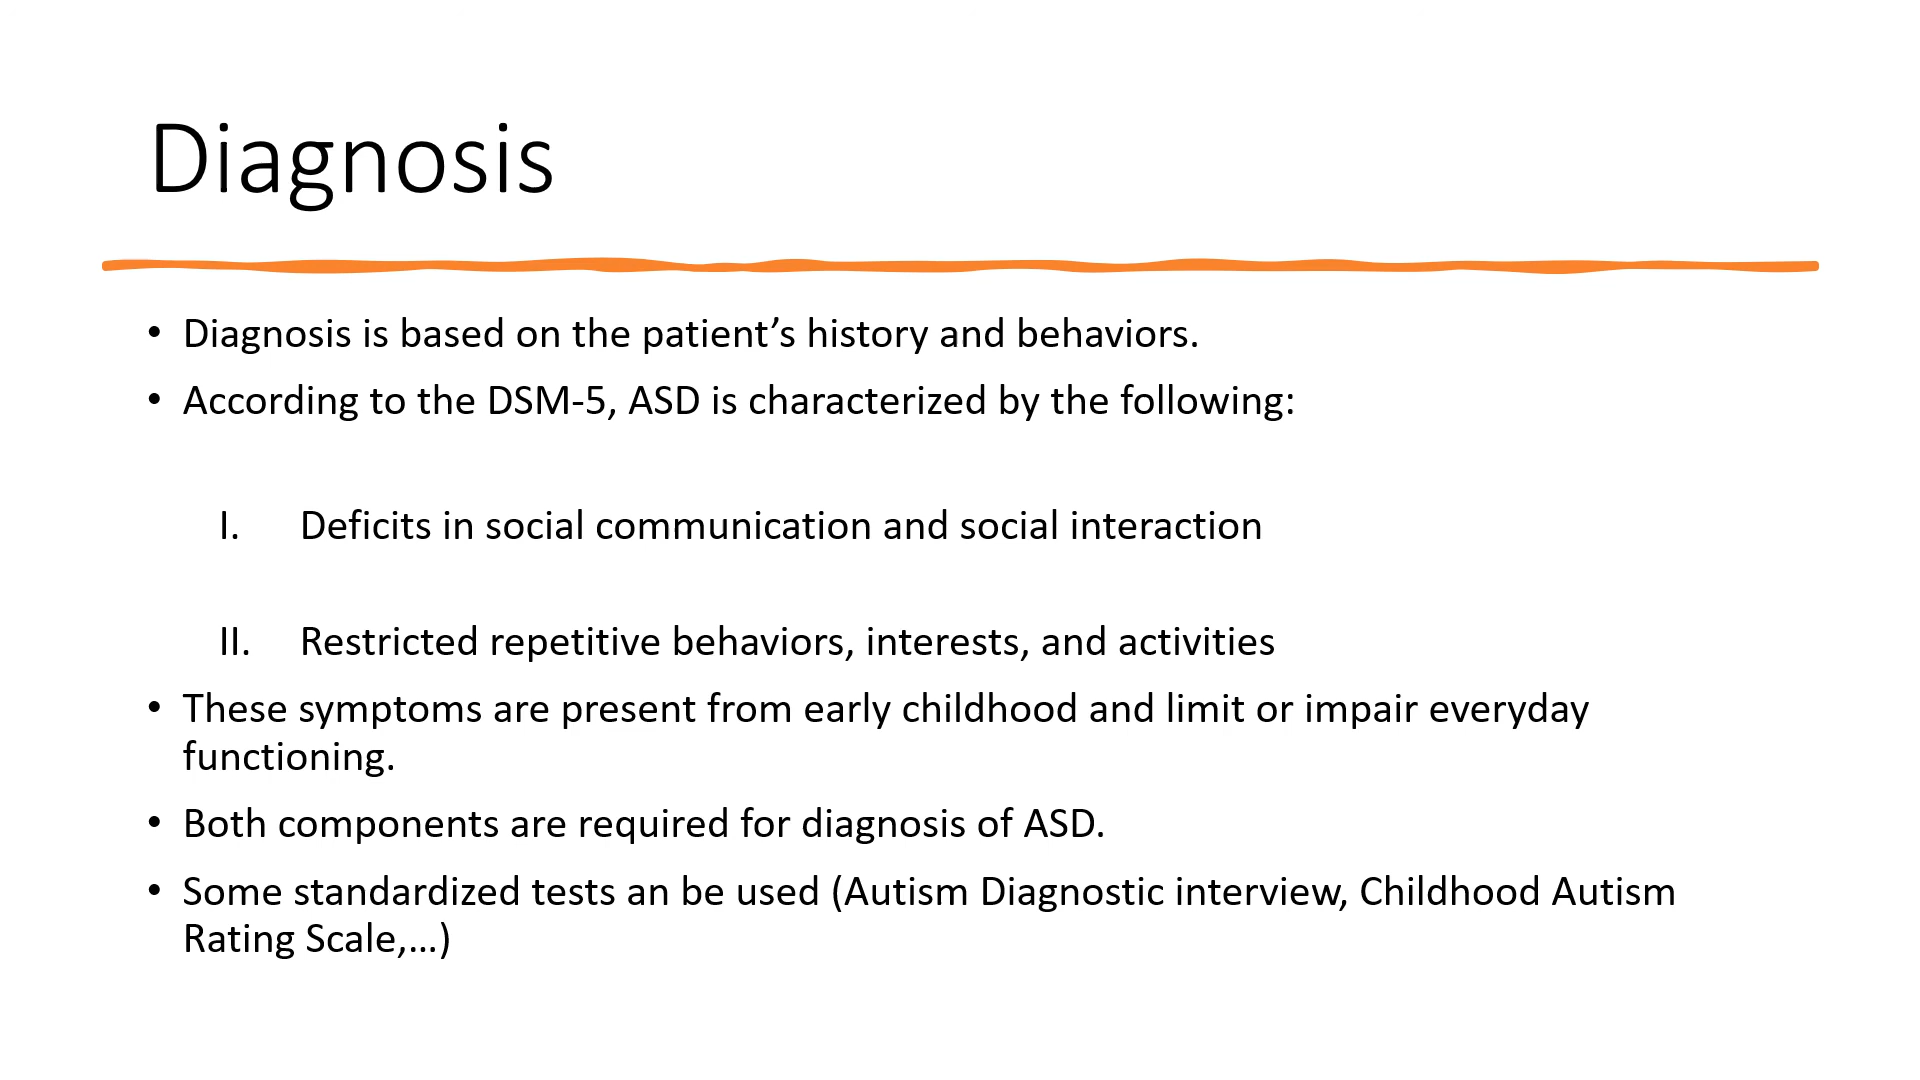 Diagnosis
• Diagnosis is based on the patient’s history and behaviors.
• According to the DSM-5, ASD is characterized by the following:
I. Deficits in social communication and social interaction
II. Restricted repetitive behaviors, interests, and activities
• These symptoms are present from early childhood and limit or impair everyday
functioning.
• Both components are required for diagnosis of ASD.
• Some standardized tests an be used (Autism Diagnostic interview, Childhood Autism
Rating Scale,...)